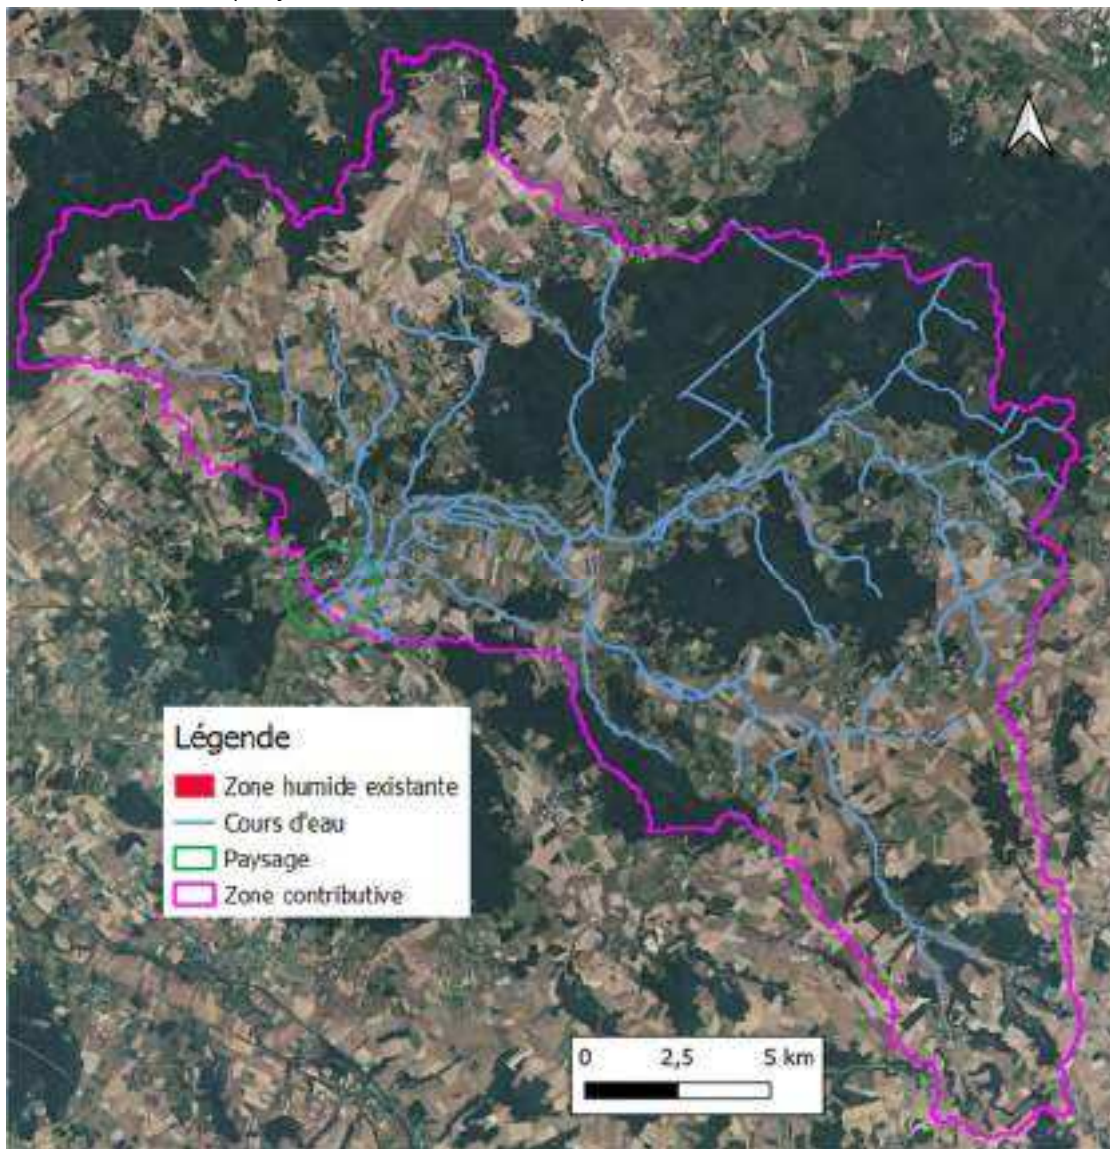 Légende
Zone humide existante
Cours d'eau
Paysage
Zone contributive
0 2,5 5 km